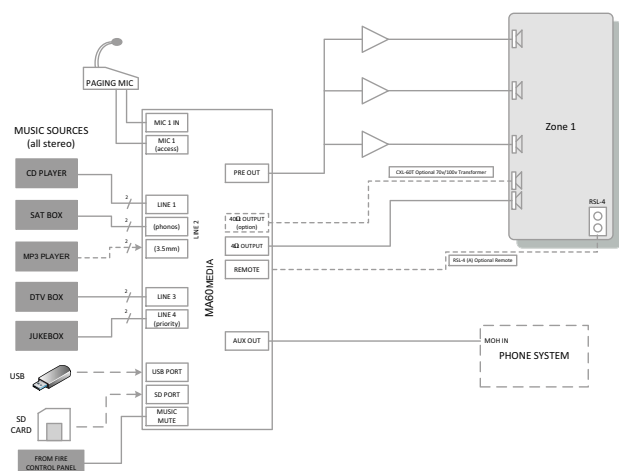 PAGING MIC
MUSIC SOURCES
(all stereo)
CD PLAYER
SAT BOX
MP3 PLAYER
DTV BOX
JUKEBOX
USB
SD
CARD
FROM FIRE
CONTROL PANEL
2
2
2
2
2
MIC 1 IN
MIC 1
(access)
LINE 1
(phonos)
(3.5mm)
LINE 2
LINE 3
LINE 4
(priority)
USB PORT
SD PORT
MUSIC
MUTE
MA60MEDIA
PRE OUT
40Ω OUTPUT
(option)
4Ω OUTPUT
REMOTE
AUX OUT
CXL-60T Optional 70v/100v Transformer
RSL-4 (A) Optional Remote
Zone 1
RSL-4
MOH IN
PHONE SYSTEM